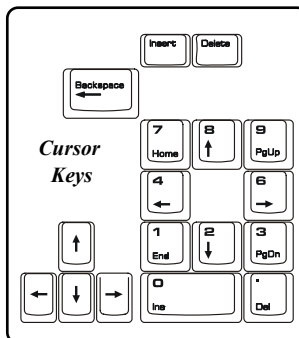 Insert Delete
Backspace
Cursor
Keys
7 8 9
Home PgUp
4 6
1 2 3
End PgDn
0 .
Ins Del